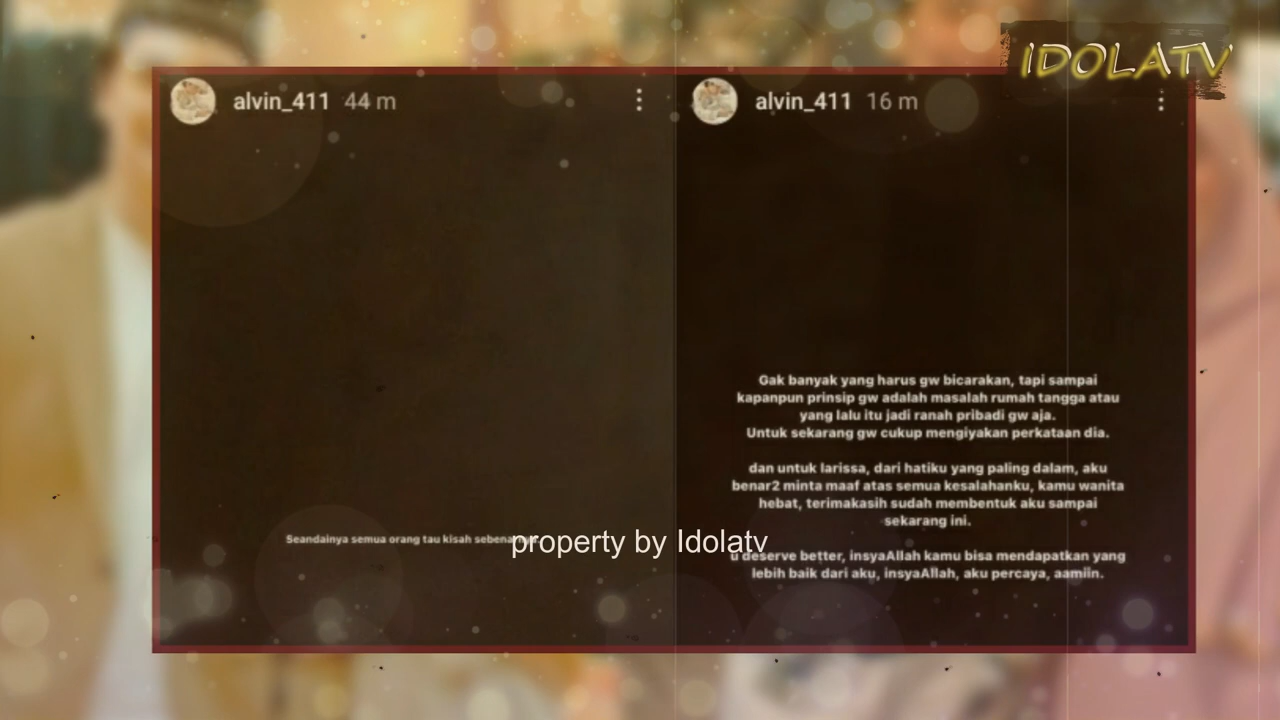 IDOLATV
alvin_411 44 m
Seandainya semua orang tau kisah
alvin_411 16 m
Gak banyak yang harus gw bicarakan, tapi sampai
kapanpun prinsip gw adalah masalah rumah tangga atau
yang lalu itu jadi ranah pribadi gw aja.
Untuk sekarang gw cukup mengiyakan perkataan dia.
dan untuk larissa, dari hatiku yang paling dalam, aku
benar2 minta maaf atas semua kesalahanku, kamu wanita
hebat, terimakasih sudah membentuk aku sampai
sekarang ini.
u deserve better, insyaAllah kamu bisa mendapatkan yang
lebih baik dari aku, insyaAllah, aku percaya, aamiin.
property by Idolatv